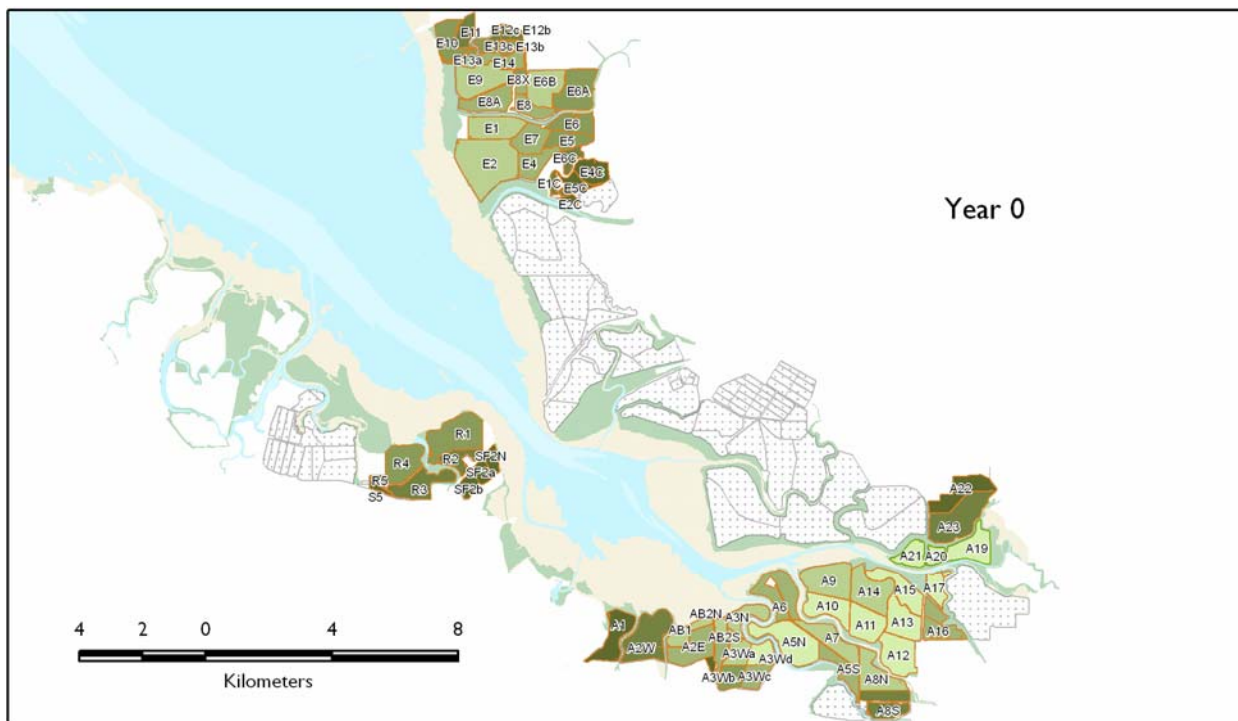 E11 E12c E12b
E10 E13c E13b
E13a E14
E9 E8X E6B
E6A
E8A E8
E1 E6
E7 E5
E2 E4 E6C
E4C
E1C E5C
E2C
Year 0
R1
R4 R2 SF2N
SF2a
R5 R3 SF2b
S5
A22
A23
A21 A20 A19
A9 A14 A15 A17
A6 A10
AB2N A3N A11 A13 A16
A1 AB1 AB2S A7
A2W A2E A3Wa A5N A12
A3Wd A5S
A3Wb A3Wc A8N
A8S
4 2 0 4 8
Kilometers